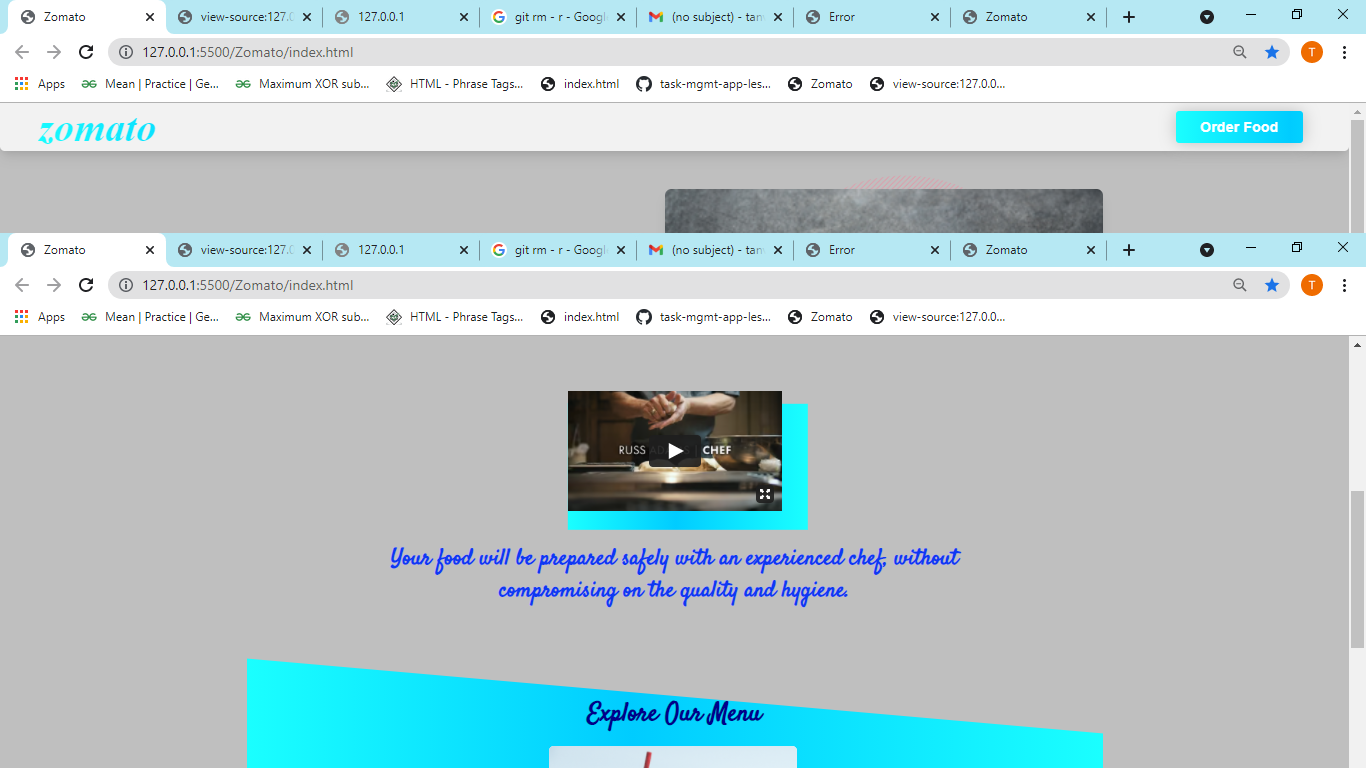 Zomato
view-source:127.0
127.0.0.1
git rm - r - Googl
(no subject) - tan
Error
Zomato
127.0.0.1:5500/Zomato/index.html
T
Apps
Mean | Practice | Ge...
Maximum XOR sub...
HTML - Phrase Tags...
index.html
task-mgmt-app-les...
Zomato
view-source:127.0.0...
zomato
Order Food
Zomato
view-source:127.0
127.0.0.1
git rm - r - Googl
(no subject) - tan
Error
Zomato
127.0.0.1:5500/Zomato/index.html
T
Apps
Mean | Practice | Ge...
Maximum XOR sub...
HTML - Phrase Tags...
index.html
task-mgmt-app-les...
Zomato
view-source:127.0.0...
RUSS
CHEF
Your food will be prepared safely with an experienced chef, without
compromising on the quality and hygiene.
Explore Our Menu